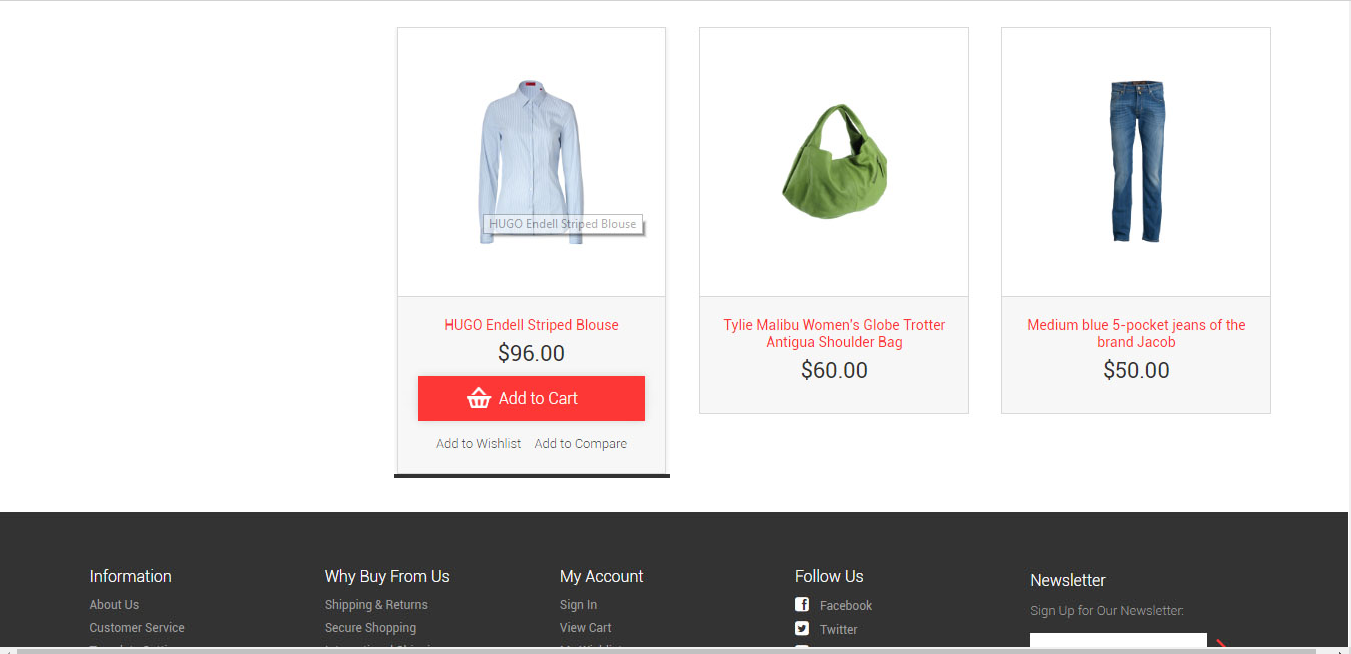 HUGO Endell Striped Blouse
HUGO Endell Striped Blouse
$96.00
Add to Cart
Add to Wishlist Add to Compare
Tylie Malibu Women's Globe Trotter
Antigua Shoulder Bag
$60.00
Medium blue 5-pocket jeans of the
brand Jacob
$50.00
Information
About Us
Customer Service
Why Buy From Us
Shipping & Returns
Secure Shopping
My Account
Sign In
View Cart
Follow Us
Facebook
Twitter
Newsletter
Sign Up for Our Newsletter: